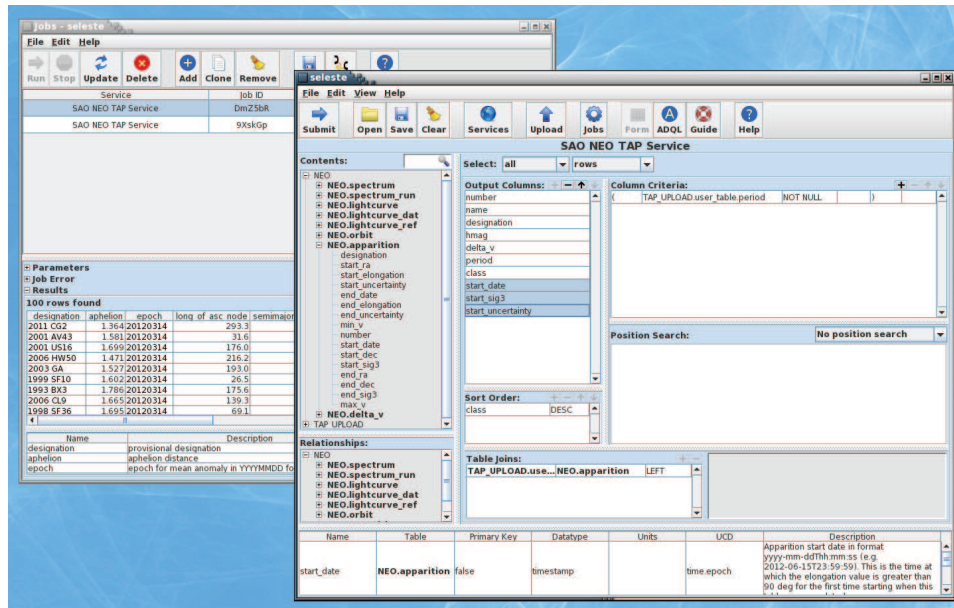 Jobs - seleste
File Edit Help
Run Stop Update Delete Add Clone Remove
Service Job ID
SAO NEO TAP Service DmZ5bR
SAO NEO TAP Service 9XskGp
Parameters
Job Error
Results
100 rows found
designation aphelion epoch long_of_asc_node semimajor
2011 CG2 1.364 20120314 293.3
2001 AV43 1.581 20120314 31.6
2001 US16 1.699 20120314 176.0
2006 HW50 1.471 20120314 216.2
2003 GA 1.527 20120314 193.0
1999 SF10 1.602 20120314 26.5
1993 BX3 1.786 20120314 175.6
2006 CL9 1.665 20120314 139.3
1998 SF36 1.695 20120314 69.1
Name Description
designation provisional designation
aphelion aphelion distance
epoch epoch for mean anomaly in YYYYMMDD fo
seleste
File Edit View Help
Submit Open Save Clear Services Upload Jobs Form ADQL Guide Help
SAO NEO TAP Service
Contents:
NEO
NEO.spectrum
NEO.spectrum_run
NEO.lightcurve
NEO.lightcurve_dat
NEO.lightcurve_ref
NEO.orbit
NEO.apparition
designation
start_ra
start_elongation
start_uncertainty
end_date
end_elongation
end_uncertainty
min_v
number
start_date
start_dec
start_sig3
end_ra
end_dec
end_sig3
max_v
NEO.delta_v
TAP_UPLOAD
Relationships:
NEO
NEO.spectrum
NEO.spectrum_run
NEO.lightcurve
NEO.lightcurve_dat
NEO.lightcurve_ref
NEO.orbit
Select: all rows
Output Columns:
number
name
designation
hmag
delta_v
period
class
start_date
start_sig3
start_uncertainty
Sort Order:
class DESC
Column Criteria:
( TAP_UPLOAD.user_table.period NOT NULL )
Position Search: No position search
Table Joins:
TAP_UPLOAD.use... NEO.apparition LEFT
Name Table Primary Key Datatype Units UCD Description
start_date NEO.apparition false timestamp time.epoch
Apparition start date in format
yyyy-mm-ddThh:mm:ss (e.g.
2012-06-15T23:59:59). This is the time at
which the elongation value is greater than
90 deg for the first time starting when this